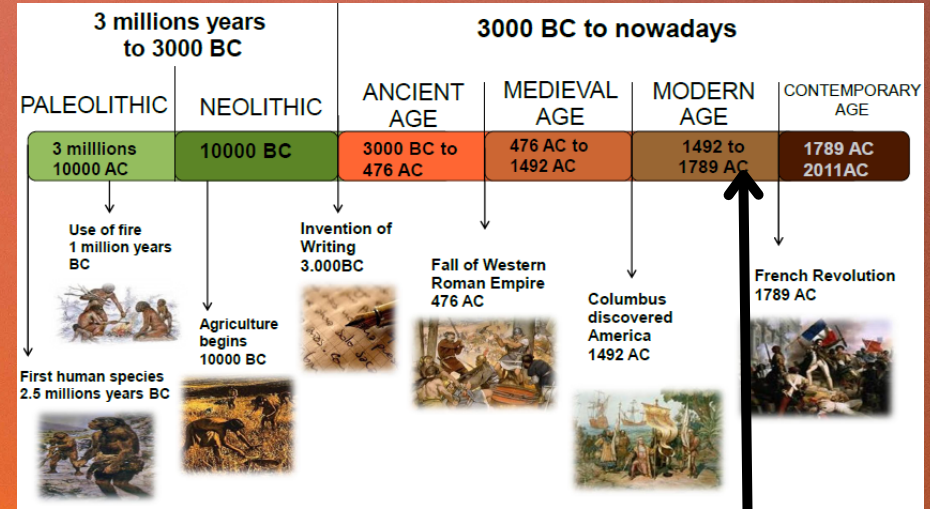 3 millions years
to 3000 BC
3000 BC to nowadays
PALEOLITHIC
NEOLITHIC
ANCIENT
AGE
MEDIEVAL
AGE
MODERN
AGE
CONTEMPORARY
AGE
3 milllions
10000 AC
10000 BC
3000 BC to
476 AC
476 AC to
1492 AC
1492 to
1789 AC
1789 AC
2011AC
Use of fire
1 million years
BC
Invention of
Writing
3.000BC
Fall of Western
Roman Empire
476 AC
Columbus
discovered
America
1492 AC
French Revolution
1789 AC
Agriculture
begins
10000 BC
First human species
2.5 millions years BC